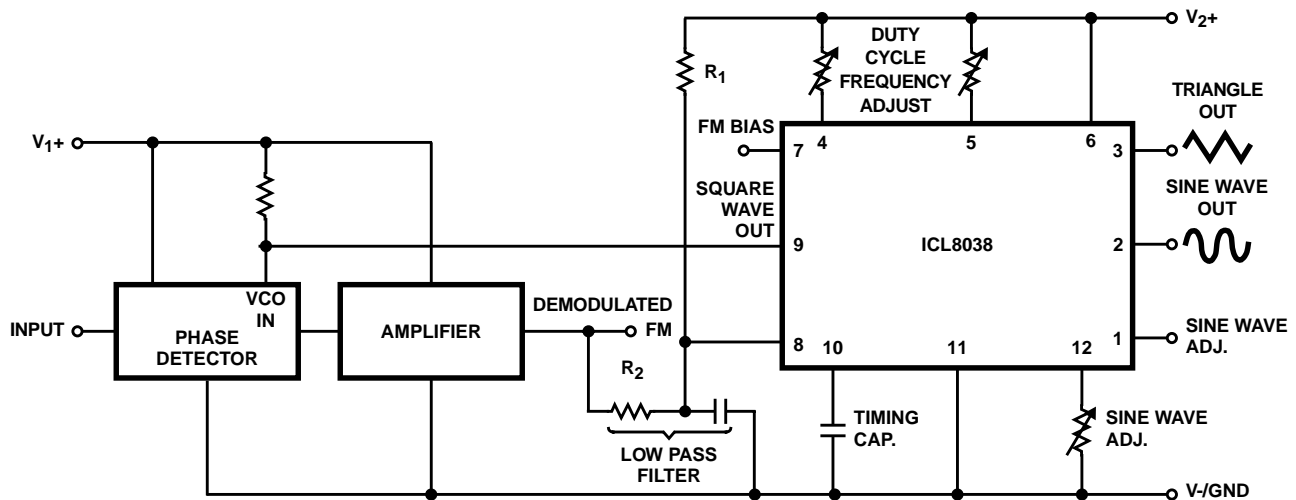 V2+
DUTY
CYCLE
FREQUENCY
ADJUST
R1
V1+
FM BIAS
7
4
5
6
3
TRIANGLE
OUT
SQUARE
WAVE
OUT
9
ICL8038
2
SINE WAVE
OUT
INPUT
VCO
IN
PHASE
DETECTOR
AMPLIFIER
DEMODULATED
FM
8
10
11
12
1
SINE WAVE
ADJ.
R2
LOW PASS
FILTER
TIMING
CAP.
SINE WAVE
ADJ.
V-/GND